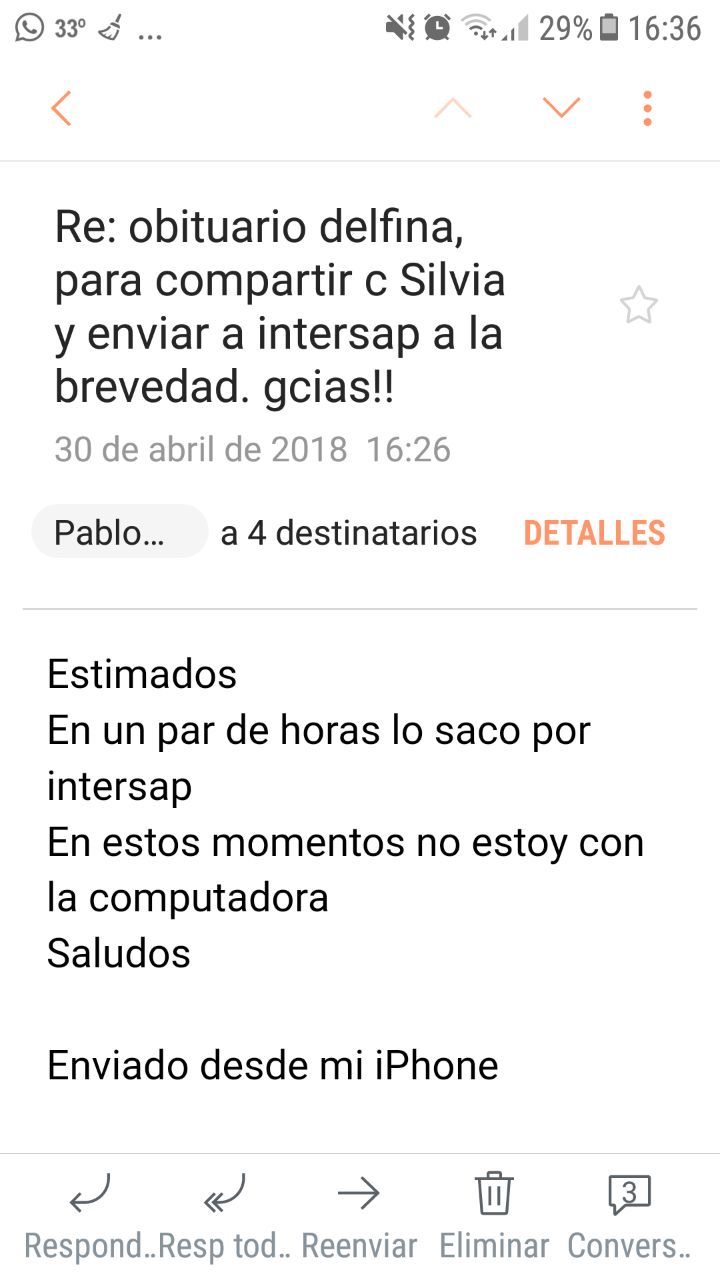 33º ... 29% 16:36
Re: obituario delfina,
para compartir c Silvia
y enviar a intersap a la
brevedad. gcias!!
30 de abril de 2018 16:26
Pablo... a 4 destinatarios DETALLES
Estimados
En un par de horas lo saco por
intersap
En estos momentos no estoy con
la computadora
Saludos
Enviado desde mi iPhone
3
Respond.. Resp tod.. Reenviar Eliminar Convers..